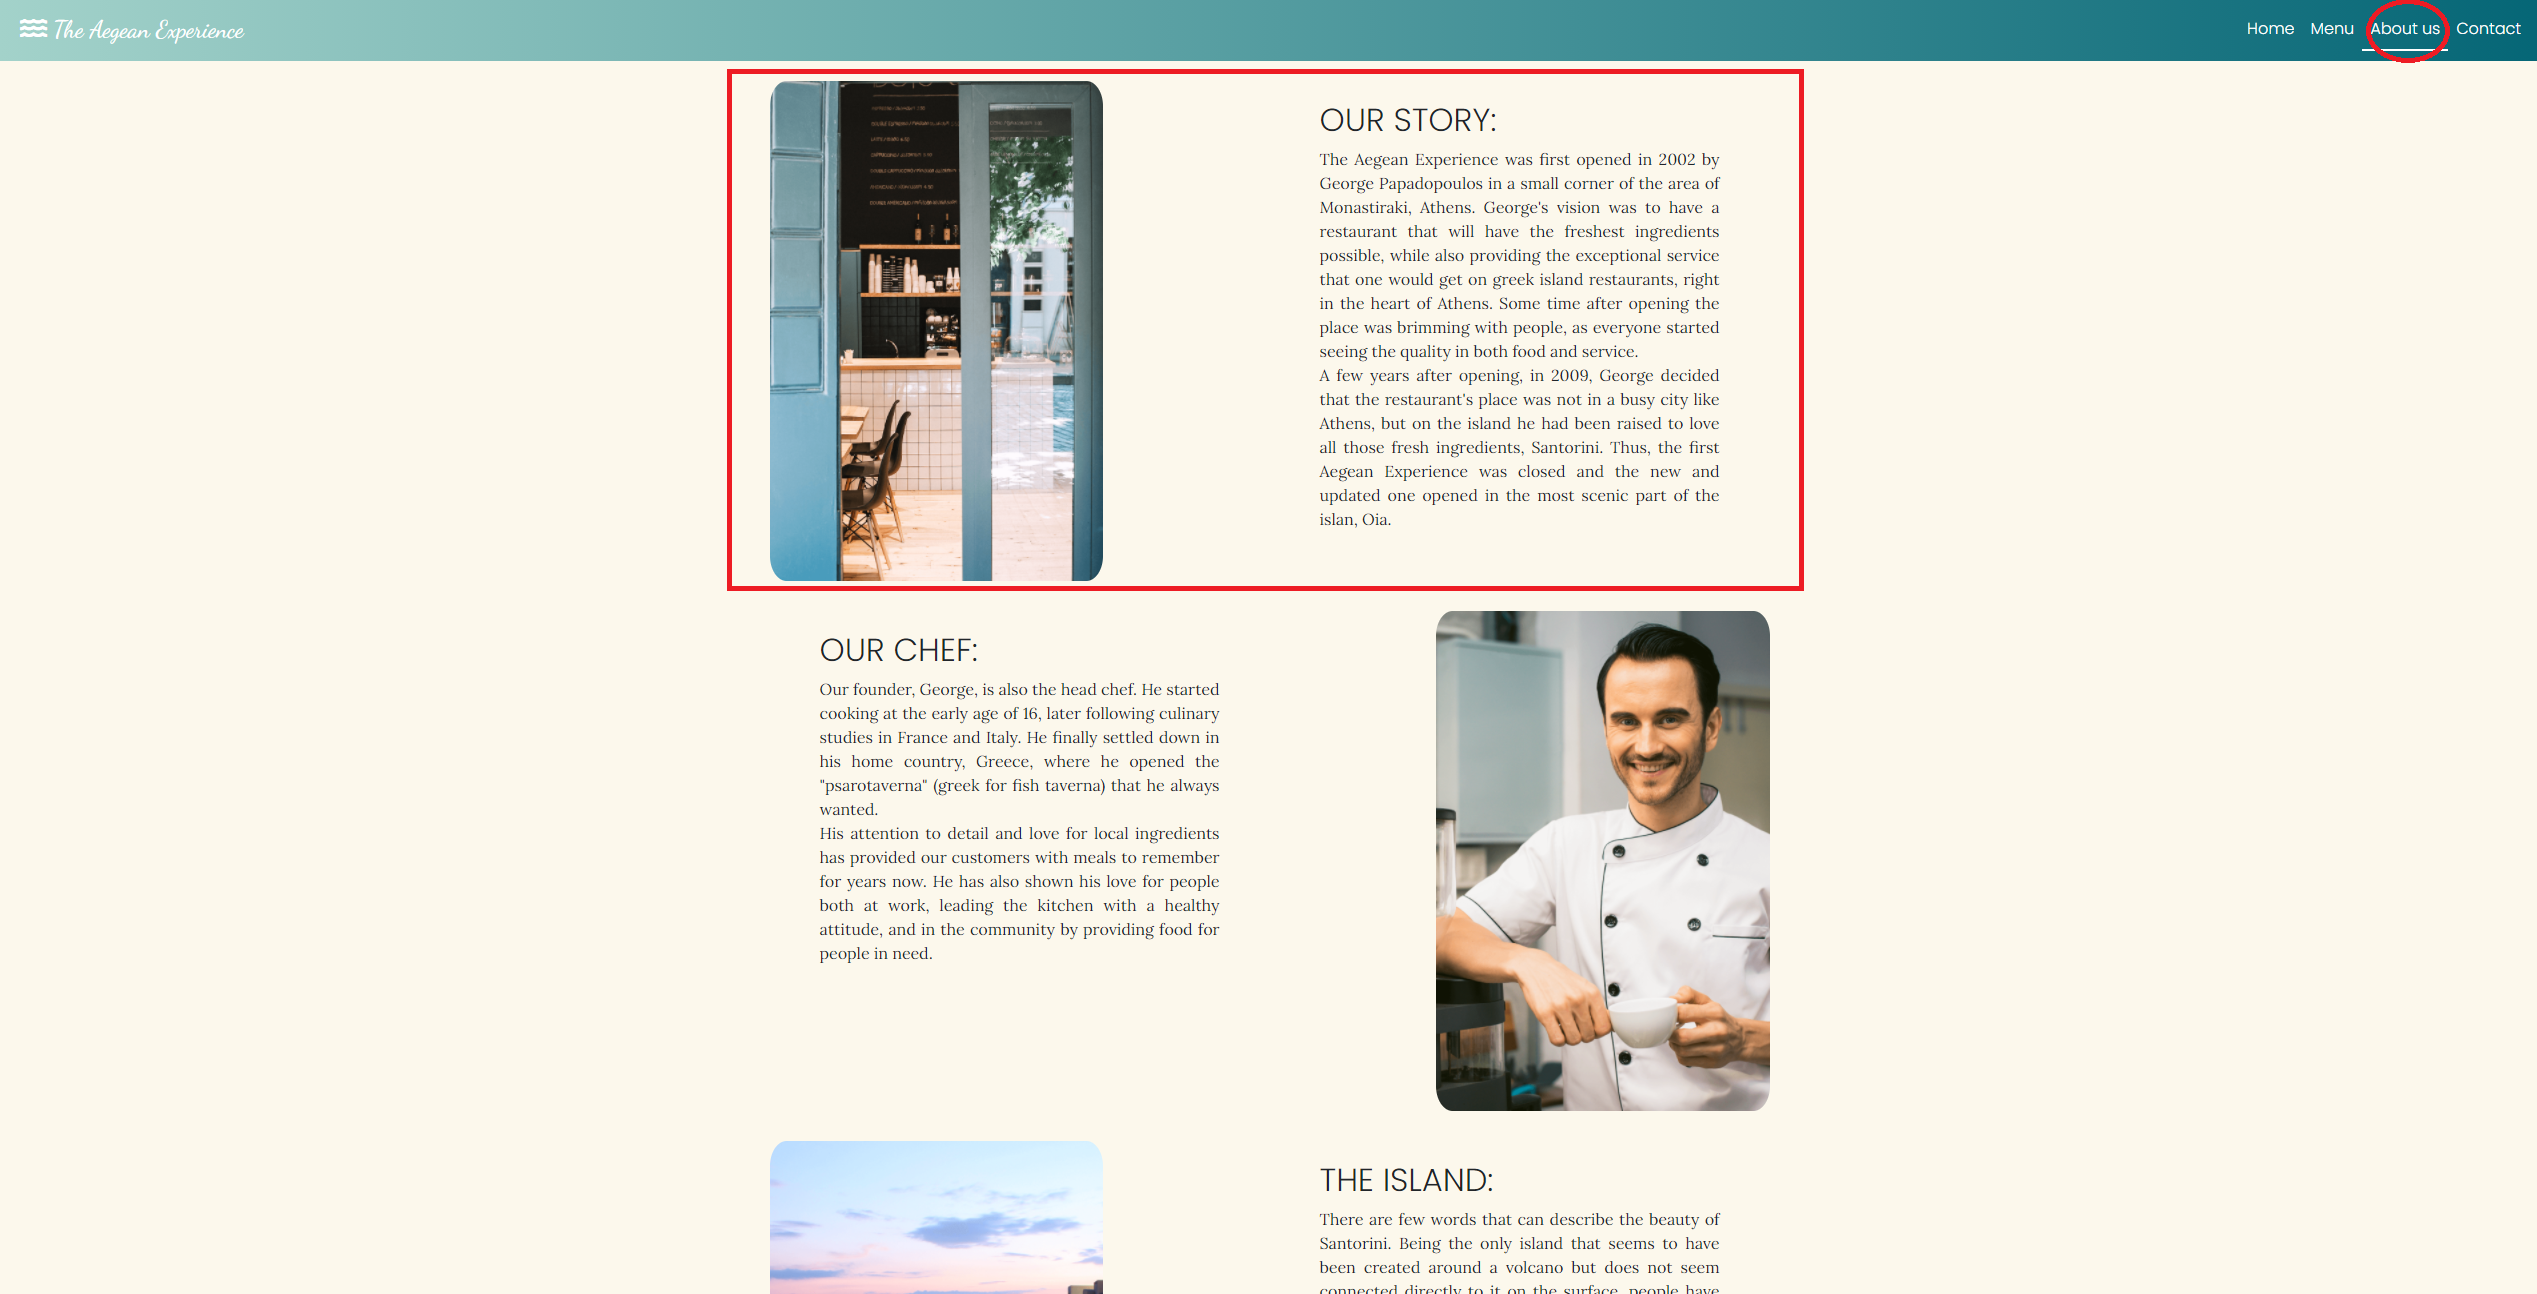 The Aegean Experience
Home Menu About us Contact
OUR STORY:
The Aegean Experience was first opened in 2002 by
George Papadopoulos in a small corner of the area of
Monastiraki, Athens. George's vision was to have a
restaurant that will have the freshest ingredients
possible, while also providing the exceptional service
that one would get on greek island restaurants, right
in the heart of Athens. Some time after opening the
place was brimming with people, as everyone started
seeing the quality in both food and service.
A few years after opening, in 2009, George decided
that the restaurant's place was not in a busy city like
Athens, but on the island he had been raised to love
all those fresh ingredients, Santorini. Thus, the first
Aegean Experience was closed and the new and
updated one opened in the most scenic part of the
islan, Oia.
OUR CHEF:
Our founder, George, is also the head chef. He started
cooking at the early age of 16, later following culinary
studies in France and Italy. He finally settled down in
his home country, Greece, where he opened the
"psarotaverna" (greek for fish taverna) that he always
wanted.
His attention to detail and love for local ingredients
has provided our customers with meals to remember
for years now. He has also shown his love for people
both at work, leading the kitchen with a healthy
attitude, and in the community by providing food for
people in need.
THE ISLAND:
There are few words that can describe the beauty of
Santorini. Being the only island that seems to have
been created around a volcano but does not seem
connected directly to it on the surface, people have